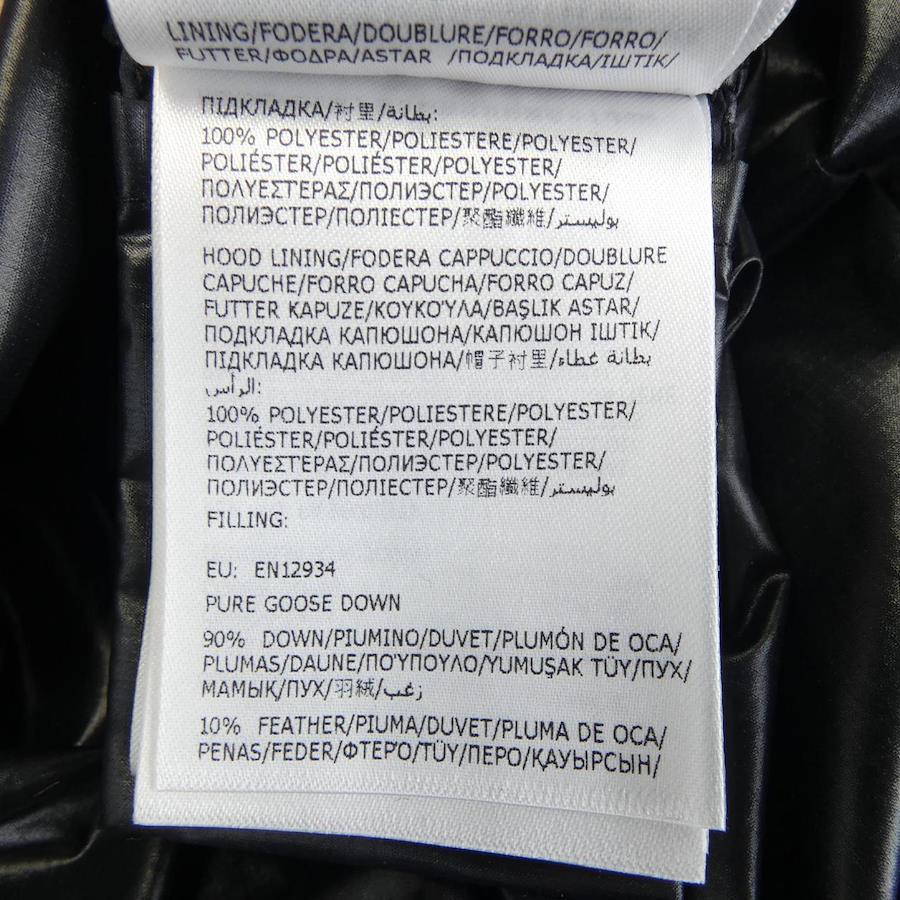 LINING/FODERA/DOUBLURE/FORRO/FORRO/
FUTTER/ΦΟΔΡΑ/ASTAR /ПОДКЛАДКА/ІШТІК/
ПІДКЛАДКА/衬里/بطانة:
100% POLYESTER/POLIESTERE/POLYESTER/
POLIÉSTER/POLIÉSTER/POLYESTER/
ΠΟΛΥΕΣΤΕΡΑΣ/ПОЛИЭСТЕР/POLYESTER/
ПОЛИЭСТЕР/ПОЛІЕСТЕР/聚酯纖維/بوليستر
HOOD LINING/FODERA CAPPUCCIO/DOUBLURE
CAPUCHE/FORRO CAPUCHA/FORRO CAPUZ/
FUTTER KAPUZE/ΚΟΥΚΟΎΛΑ/BAŞLIK ASTAR/
ПОДКЛАДКА КАПЮШОНА/КАПЮШОН ІШТІК/
ПІДКЛАДКА КАПЮШОНА/帽子衬里/بطانة غطاء
الرأس:
100% POLYESTER/POLIESTERE/POLYESTER/
POLIÉSTER/POLIÉSTER/POLYESTER/
ΠΟΛΥΕΣΤΕΡΑΣ/ПОЛИЭСТЕР/POLYESTER/
ПОЛИЭСТЕР/ПОЛІЕСТЕР/聚酯纖維/بوليستر
FILLING:
EU: EN12934
PURE GOOSE DOWN
90% DOWN/PIUMINO/DUVET/PLUMÓN DE OCA/
PLUMAS/DAUNE/ΠΟΎΠΟΥΛΟ/YUMUŞAK TÜY/ПУХ/
МАМЫҚ/ПУХ/羽絨/زغب
10% FEATHER/PIUMA/DUVET/PLUMA DE OCA/
PENAS/FEDER/ΦΤΕΡΌ/TÜY/ПЕРО/ҚАУЫРСЫН/